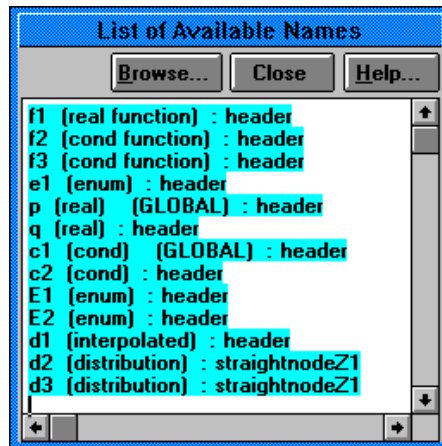 List of Available Names
Browse... Close Help...
f1 (real function) : header
f2 (cond function) : header
f3 (cond function) : header
e1 (enum) : header
p (real) (GLOBAL) : header
q (real) : header
c1 (cond) (GLOBAL) : header
c2 (cond) : header
E1 (enum) : header
E2 (enum) : header
d1 (interpolated) : header
d2 (distribution) : straightnodeZ1
d3 (distribution) : straightnodeZ1